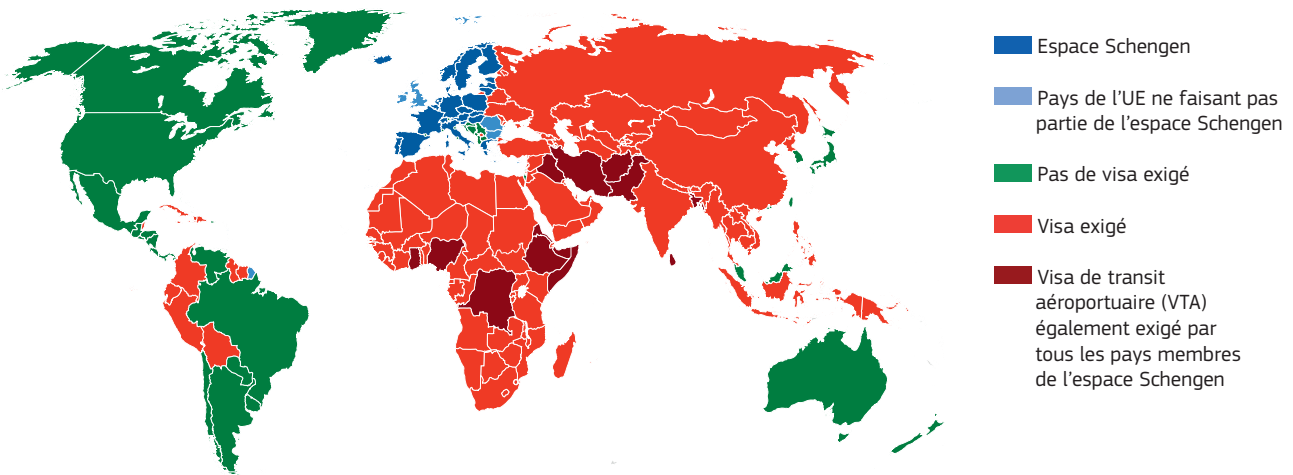 Espace Schengen
Pays de l’UE ne faisant pas
partie de l’espace Schengen
Pas de visa exigé
Visa exigé
Visa de transit
aéroportuaire (VTA)
également exigé par
tous les pays membres
de l’espace Schengen